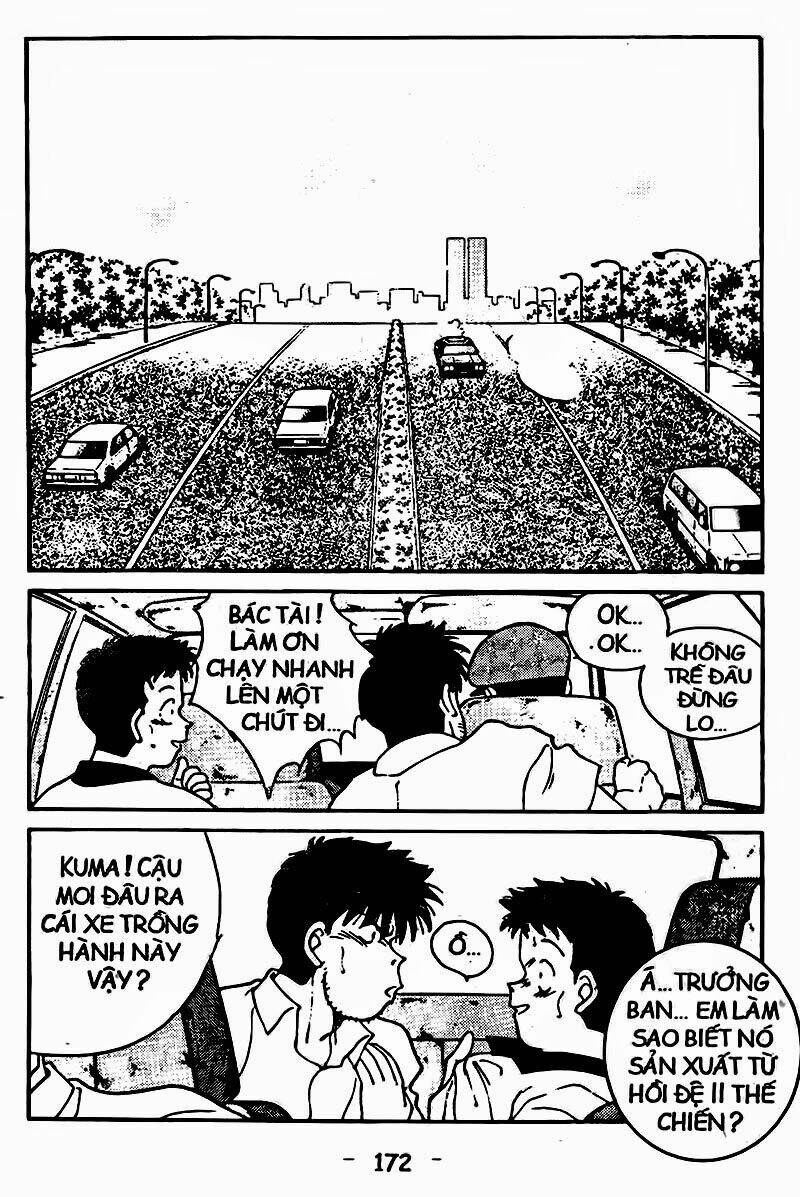 BÁC TÀI!
LÀM ƠN
CHẠY NHANH
LÊN MỘT
CHÚT ĐI...
OK...
OK...
KHÔNG
TRỄ ĐÂU
ĐỪNG
LO...
KUMA! CẬU
MOI ĐÂU RA
CÁI XE TRỒNG
HÀNH NÀY
VẬY?
Ồ...
Á...TRƯỞNG
BAN... EM LÀM
SAO BIẾT NÓ
SẢN XUẤT TỪ
HỒI ĐỆ II THẾ
CHIẾN?
- 172 -